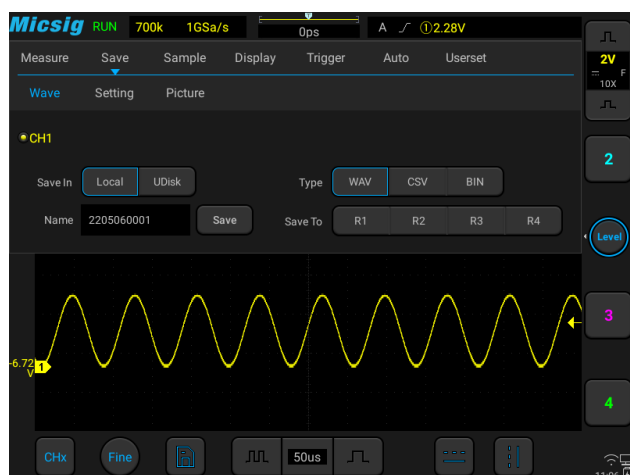 Micsig RUN 700k 1GSa/s 0ps A ①2.28V
Measure Save Sample Display Trigger Auto Userset
2V
F
10X
Wave Setting Picture
CH1
2
Save In Local UDisk Type WAV CSV BIN
Name 2205060001 Save Save To R1 R2 R3 R4
Level
3
-6.72
V
1
4
CHx Fine 50us